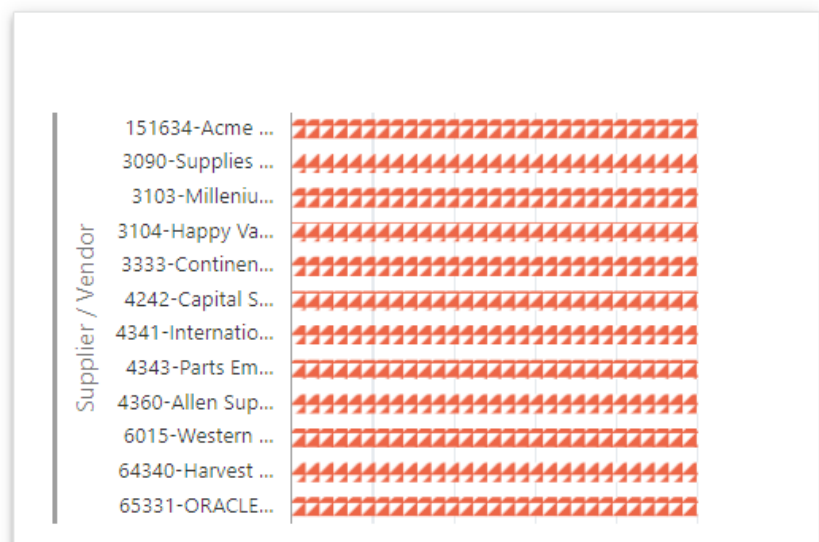 Supplier / Vendor
151634-Acme ...
3090-Supplies ...
3103-Milleniu...
3104-Happy Va...
3333-Continen...
4242-Capital S...
4341-Internatio...
4343-Parts Em...
4360-Allen Sup...
6015-Western ...
64340-Harvest ...
65331-ORACLE...